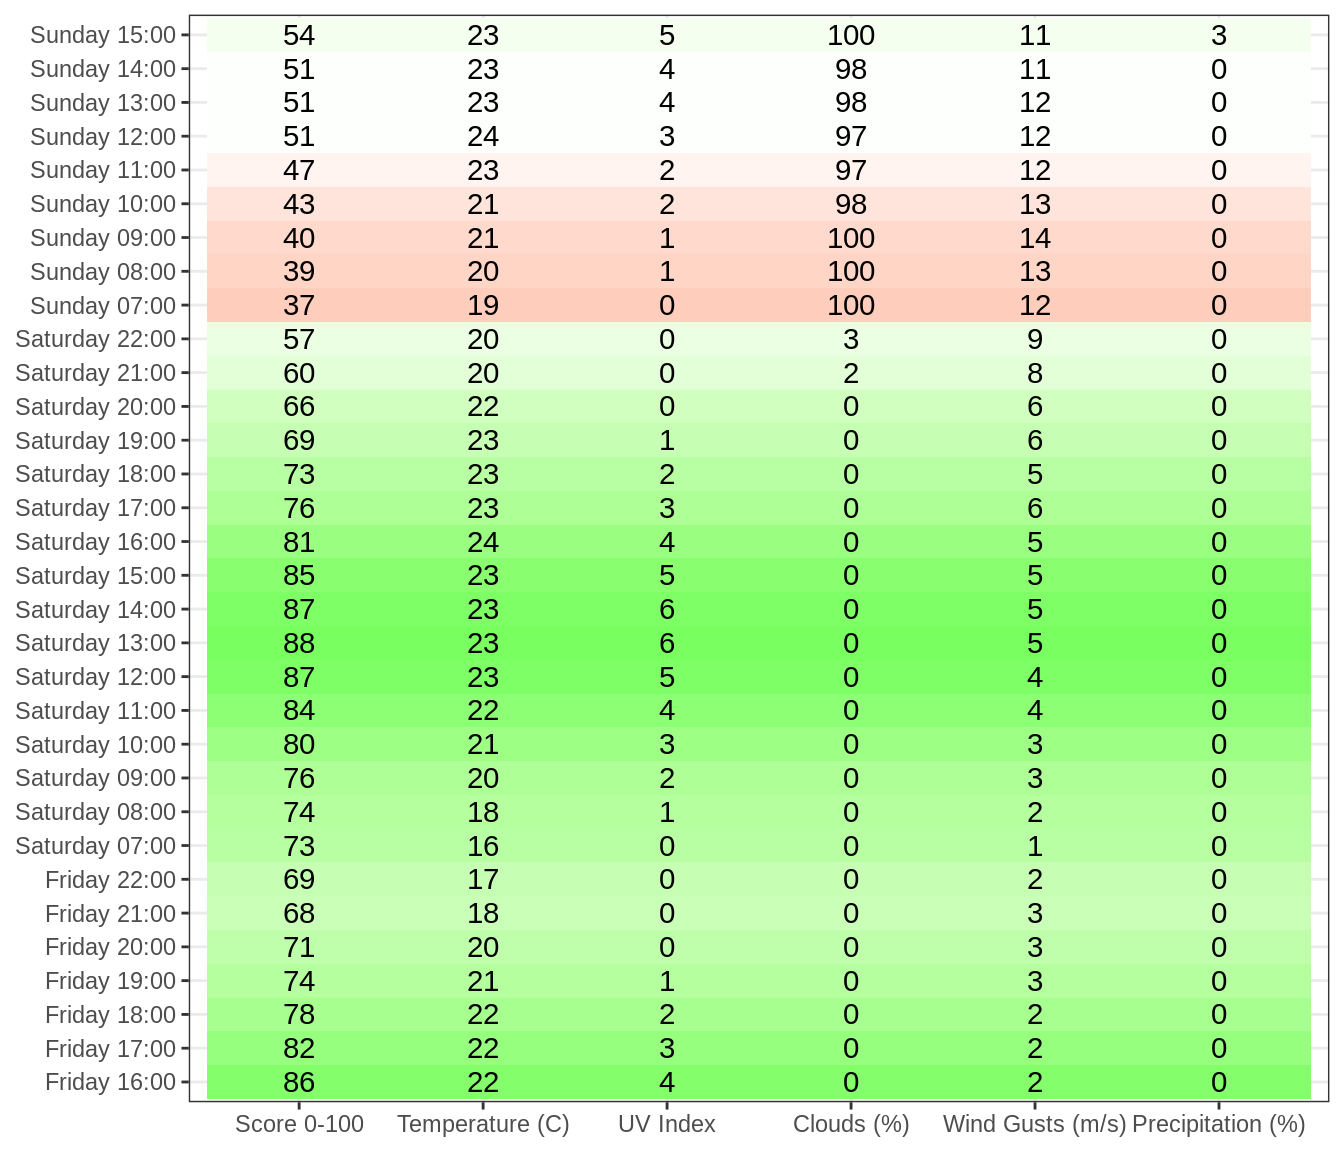 Sunday 15:00 54 23 5 100 11 3
Sunday 14:00 51 23 4 98 11 0
Sunday 13:00 51 23 4 98 12 0
Sunday 12:00 51 24 3 97 12 0
Sunday 11:00 47 23 2 97 12 0
Sunday 10:00 43 21 2 98 13 0
Sunday 09:00 40 21 1 100 14 0
Sunday 08:00 39 20 1 100 13 0
Sunday 07:00 37 19 0 100 12 0
Saturday 22:00 57 20 0 3 9 0
Saturday 21:00 60 20 0 2 8 0
Saturday 20:00 66 22 0 0 6 0
Saturday 19:00 69 23 1 0 6 0
Saturday 18:00 73 23 2 0 5 0
Saturday 17:00 76 23 3 0 6 0
Saturday 16:00 81 24 4 0 5 0
Saturday 15:00 85 23 5 0 5 0
Saturday 14:00 87 23 6 0 5 0
Saturday 13:00 88 23 6 0 5 0
Saturday 12:00 87 23 5 0 4 0
Saturday 11:00 84 22 4 0 4 0
Saturday 10:00 80 21 3 0 3 0
Saturday 09:00 76 20 2 0 3 0
Saturday 08:00 74 18 1 0 2 0
Saturday 07:00 73 16 0 0 1 0
Friday 22:00 69 17 0 0 2 0
Friday 21:00 68 18 0 0 3 0
Friday 20:00 71 20 0 0 3 0
Friday 19:00 74 21 1 0 3 0
Friday 18:00 78 22 2 0 2 0
Friday 17:00 82 22 3 0 2 0
Friday 16:00 86 22 4 0 2 0
Score 0-100 Temperature (C) UV Index Clouds (%) Wind Gusts (m/s) Precipitation (%)